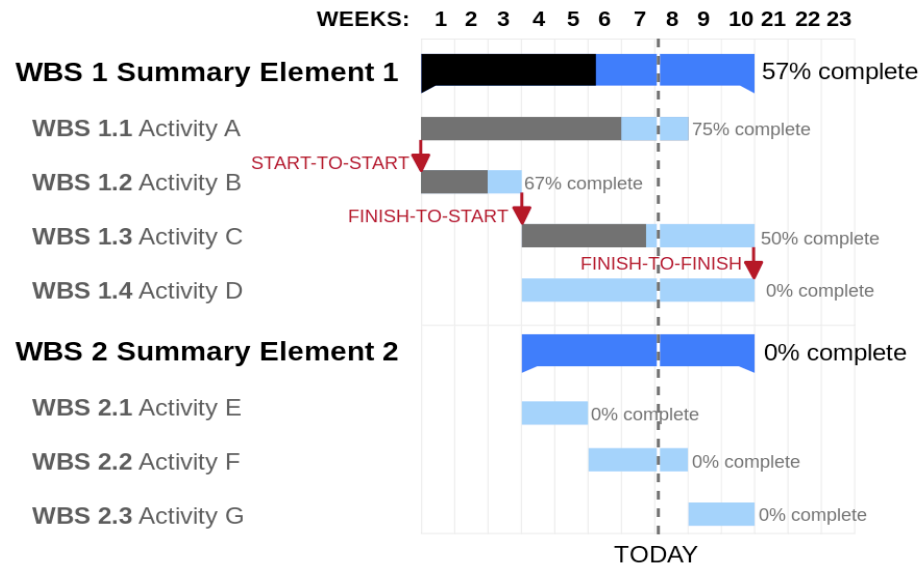 WEEKS: 1 2 3 4 5 6 7 8 9 10 21 22 23
WBS 1 Summary Element 1 57% complete
WBS 1.1 Activity A 75% complete
START-TO-START
WBS 1.2 Activity B 67% complete
FINISH-TO-START
WBS 1.3 Activity C 50% complete
FINISH-TO-FINISH
WBS 1.4 Activity D 0% complete
WBS 2 Summary Element 2 0% complete
WBS 2.1 Activity E 0% complete
WBS 2.2 Activity F 0% complete
WBS 2.3 Activity G 0% complete
TODAY